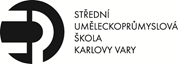 STŘEDNÍ
UMĚLECKOPRŮMYSLOVÁ
ŠKOLA
KARLOVY VARY